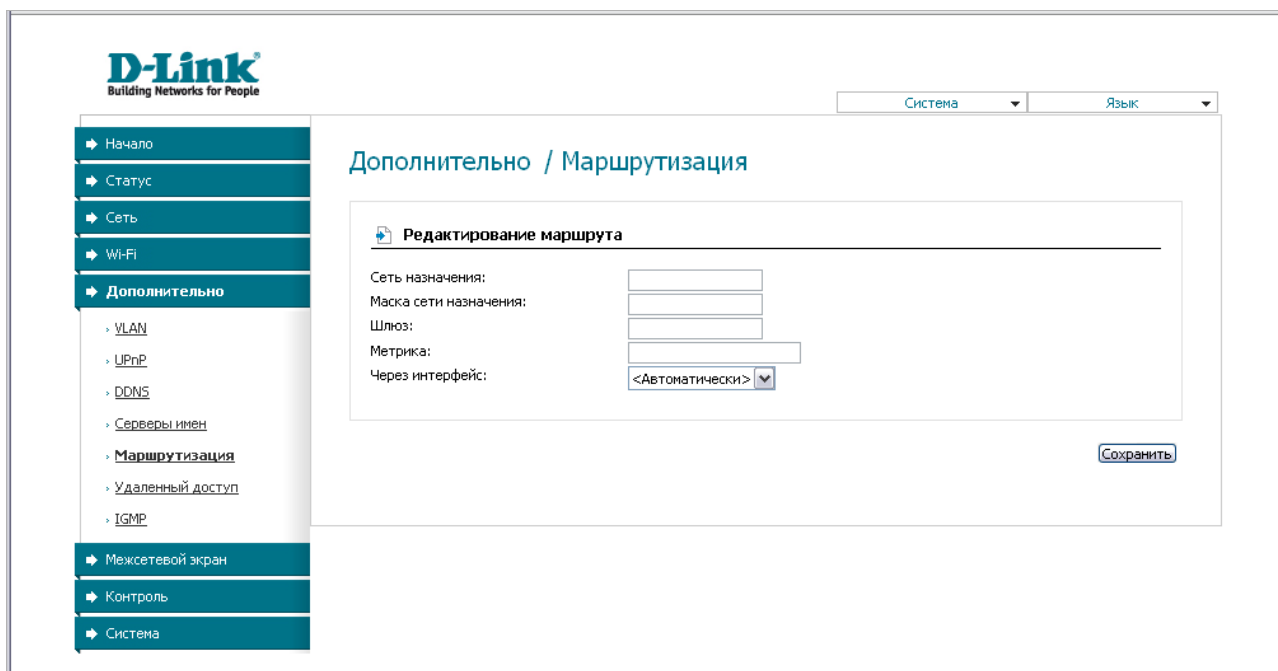 D-Link
Building Networks for People
Система
Язык
Начало
Статус
Сеть
Wi-Fi
Дополнительно
VLAN
UPnP
DDNS
Серверы имен
Маршрутизация
Удаленный доступ
IGMP
Межсетевой экран
Контроль
Система
Дополнительно / Маршрутизация
Редактирование маршрута
Сеть назначения:
Маска сети назначения:
Шлюз:
Метрика:
Через интерфейс: <Автоматически>
Сохранить